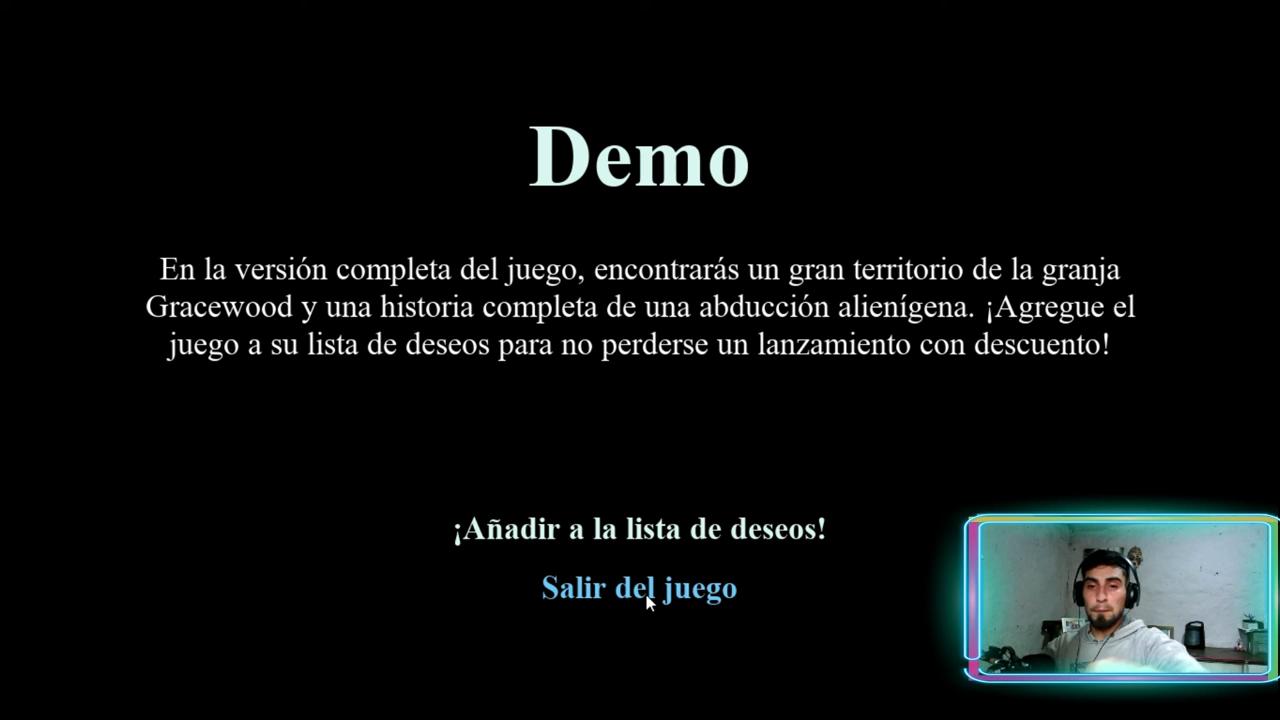 Demo
En la versión completa del juego, encontrarás un gran territorio de la granja
Gracewood y una historia completa de una abducción alienígena. ¡Agregue el
juego a su lista de deseos para no perderse un lanzamiento con descuento!
¡Añadir a la lista de deseos!
Salir del juego